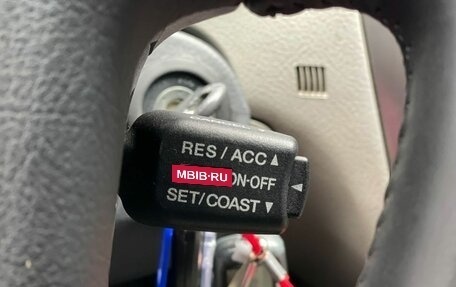 RES/ACC▲
MBIB·RU ON-OFF
SET/COAST▼